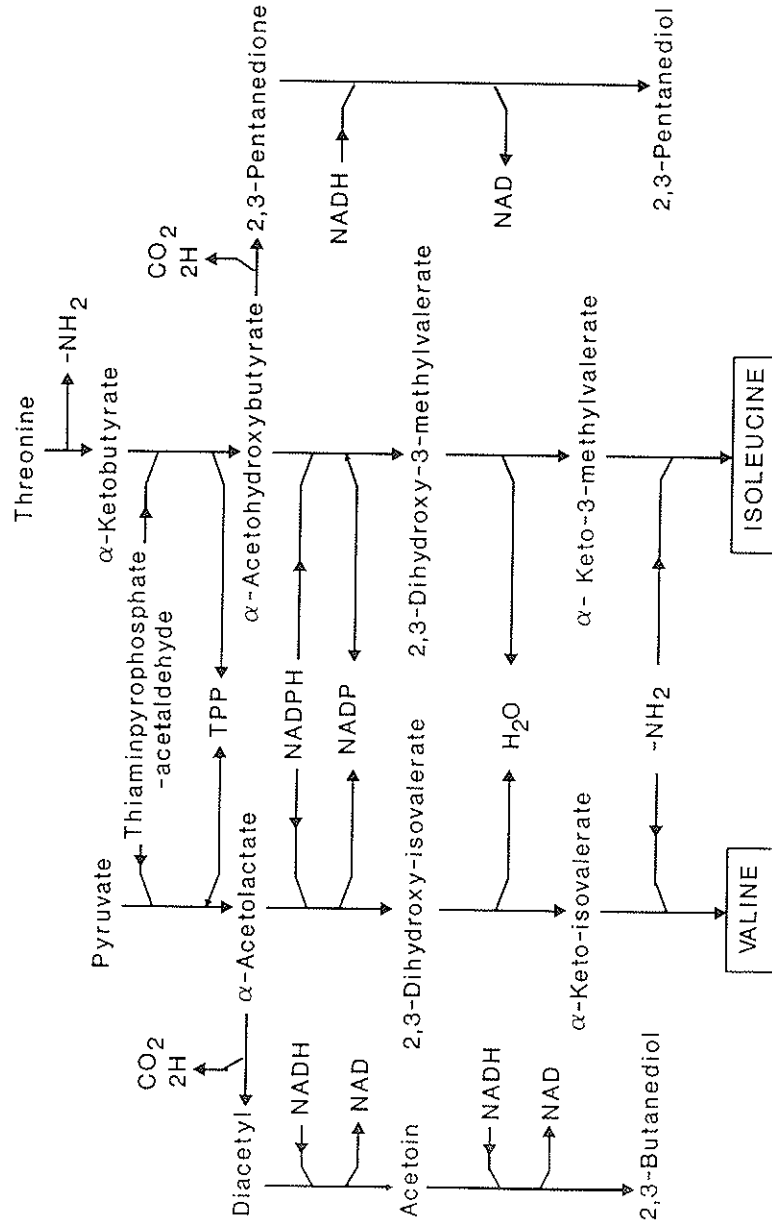 Threonine
-NH2
Pyruvate
Thiaminpyrophosphate
-acetaldehyde
α-Ketobutyrate
TPP
CO2
2H
CO2
2H
Diacetyl
α-Acetolactate
α-Acetohydroxybutyrate
2,3-Pentanedione
NADH
NAD
NADPH
NADP
NADH
NAD
Acetoin
2,3-Dihydroxy-isovalerate
2,3-Dihydroxy-3-methylvalerate
NADH
NAD
H2O
2,3-Butanediol
α-Keto-isovalerate
α- Keto-3-methylvalerate
2,3-Pentanediol
-NH2
VALINE
ISOLEUCINE